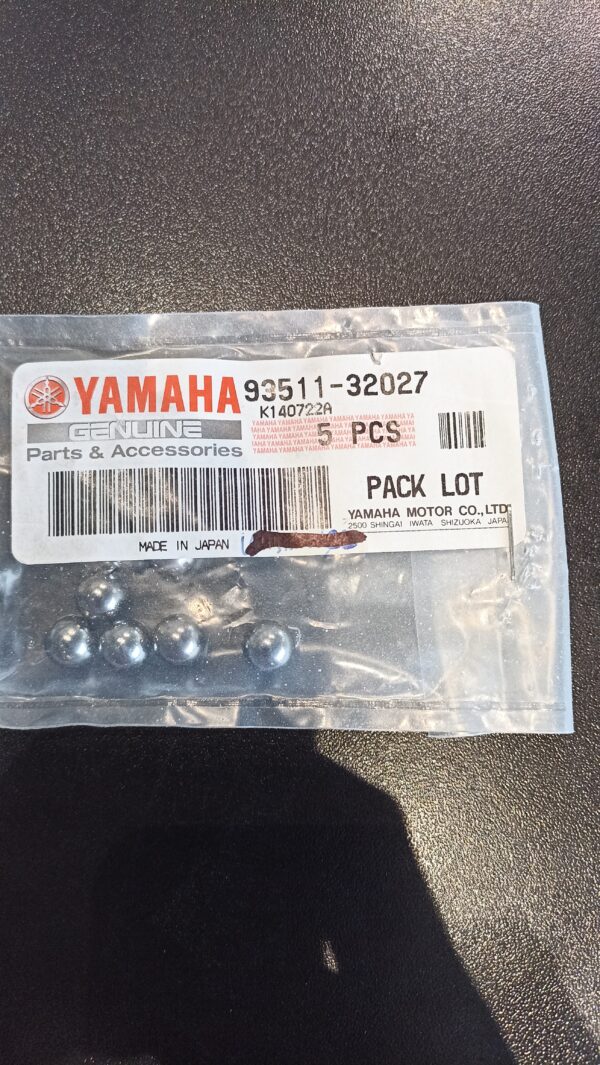 YAMAHA 93511-32027
K140722A
GENUINE
5 PCS
Parts & Accessories
PACK LOT
YAMAHA MOTOR CO.,LTD
2500 SHINGAI IWATA SHIZUOKA JAPA
MADE IN JAPAN